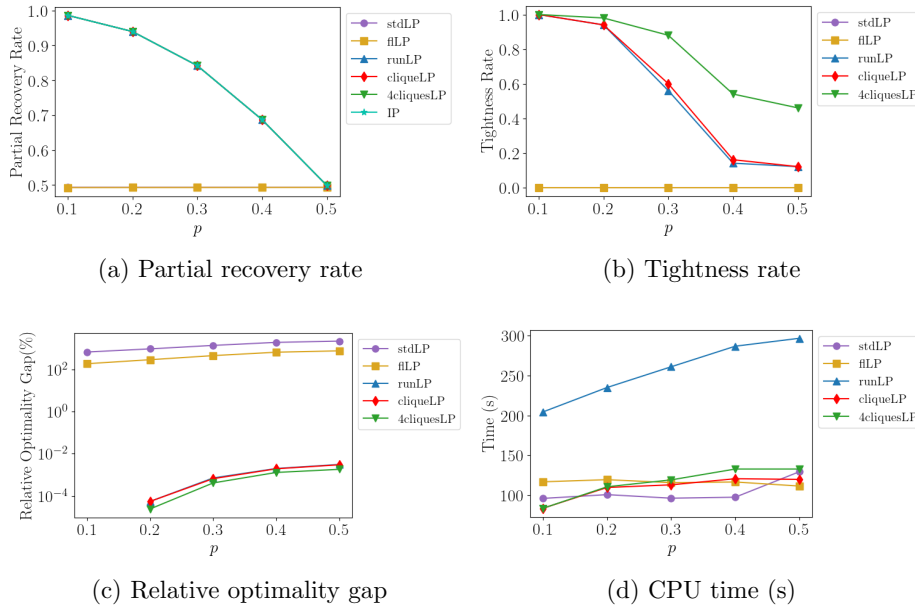 Partial Recovery Rate
1.0
0.9
0.8
0.7
0.6
0.5
0.1 0.2 0.3 0.4 0.5
p
stdLP
flLP
runLP
cliqueLP
4cliquesLP
IP
(a) Partial recovery rate
Tightness Rate
1.0
0.8
0.6
0.4
0.2
0.0
0.1 0.2 0.3 0.4 0.5
p
stdLP
flLP
runLP
cliqueLP
4cliquesLP
(b) Tightness rate
Relative Optimality Gap(%)
10²
10⁰
10⁻²
10⁻⁴
0.1 0.2 0.3 0.4 0.5
p
stdLP
flLP
runLP
cliqueLP
4cliquesLP
(c) Relative optimality gap
Time (s)
300
250
200
150
100
0.1 0.2 0.3 0.4 0.5
p
stdLP
flLP
runLP
cliqueLP
4cliquesLP
(d) CPU time (s)